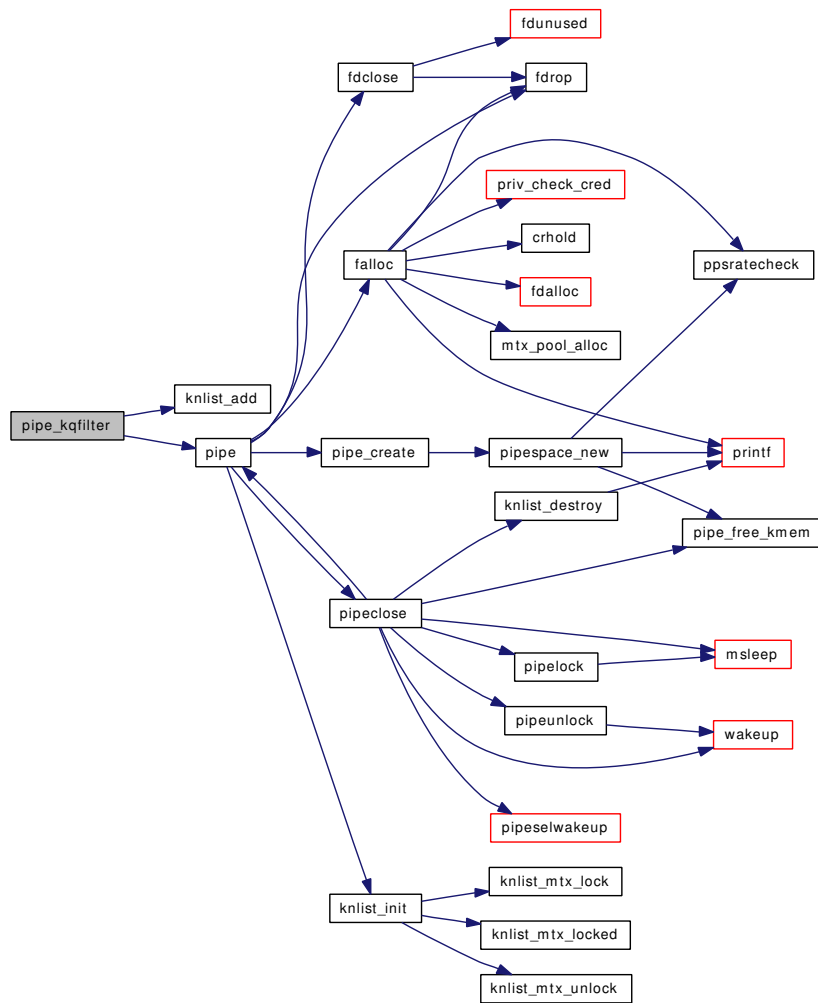 fdunused
fdclose
fdrop
priv_check_cred
crhold
falloc
ppsratecheck
fdalloc
mtx_pool_alloc
knlist_add
pipe_kqfilter
pipe
pipe_create
pipespace_new
printf
knlist_destroy
pipe_free_kmem
pipeclose
msleep
pipelock
pipeunlock
wakeup
pipeselwakeup
knlist_mtx_lock
knlist_init
knlist_mtx_locked
knlist_mtx_unlock